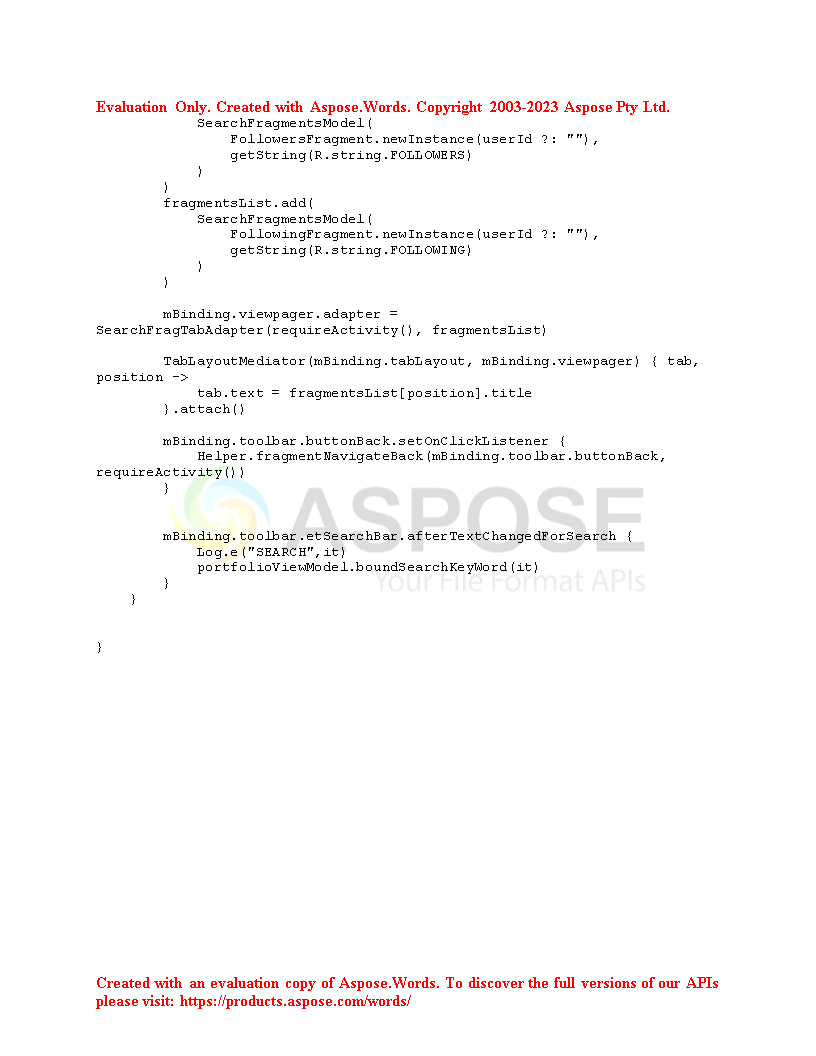 Evaluation Only. Created with Aspose.Words. Copyright 2003-2023 Aspose Pty Ltd.
            SearchFragmentsModel(
                FollowersFragment.newInstance(userId ?: ""),
                getString(R.string.FOLLOWERS)
            )
        )
        fragmentsList.add(
            SearchFragmentsModel(
                FollowingFragment.newInstance(userId ?: ""),
                getString(R.string.FOLLOWING)
            )
        )

        mBinding.viewpager.adapter =
SearchFragTabAdapter(requireActivity(), fragmentsList)

        TabLayoutMediator(mBinding.tabLayout, mBinding.viewpager) { tab,
position ->
            tab.text = fragmentsList[position].title
        }.attach()

        mBinding.toolbar.buttonBack.setOnClickListener {
            Helper.fragmentNavigateBack(mBinding.toolbar.buttonBack,
requireActivity())
        }

ASPOSE
        mBinding.toolbar.etSearchBar.afterTextChangedForSearch {
            Log.e("SEARCH",it)
            portfolioViewModel.boundSearchKeyWord(it)
Your File Format APIs
        }
    }


}
Created with an evaluation copy of Aspose.Words. To discover the full versions of our APIs
please visit: https://products.aspose.com/words/